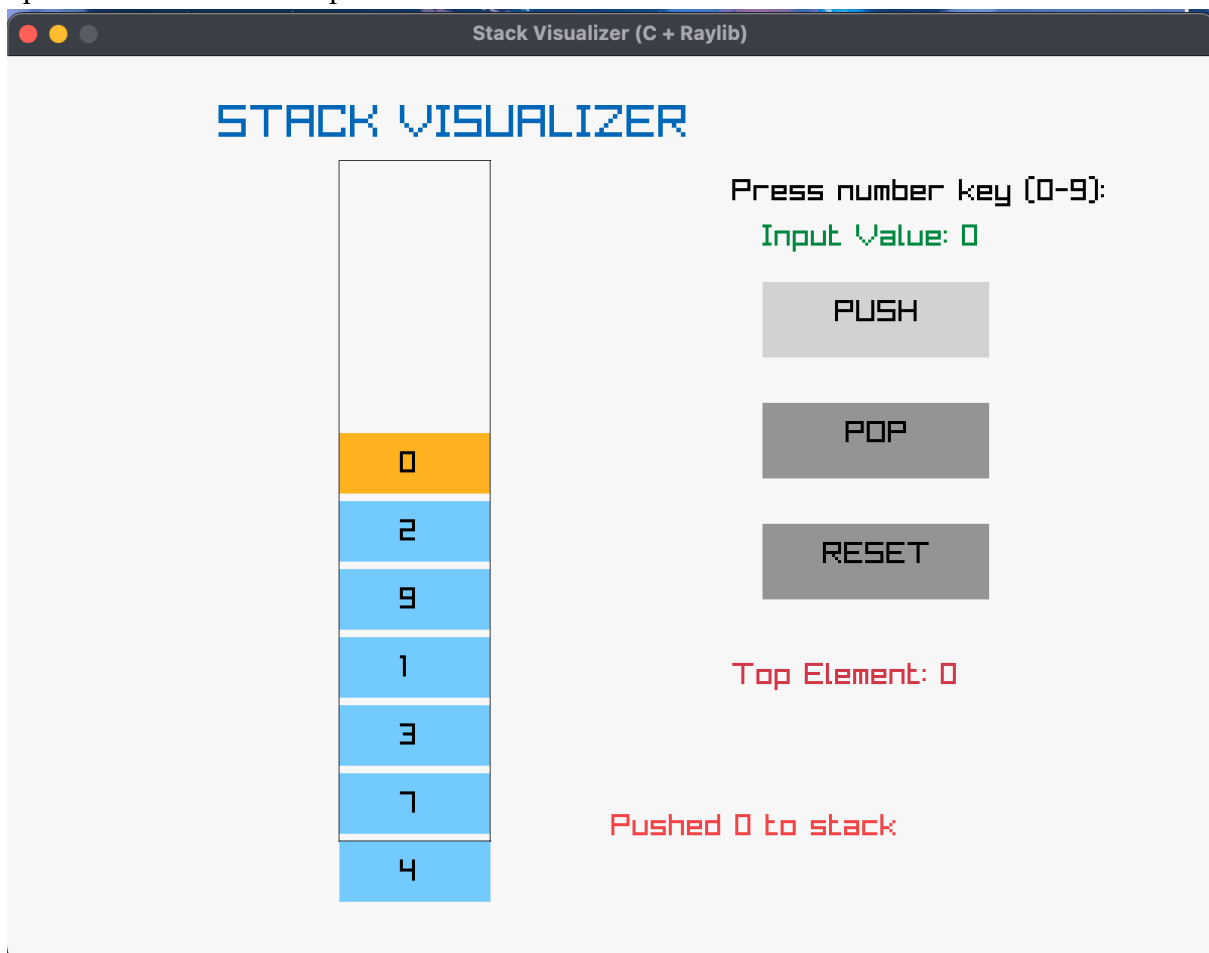 Stack Visualizer (C + Raylib)
STACK VISUALIZER
Press number key (0-9):
Input Value: 0
PUSH
POP
RESET
0
2
9
1
3
7
4
Top Element: 0
Pushed 0 to stack